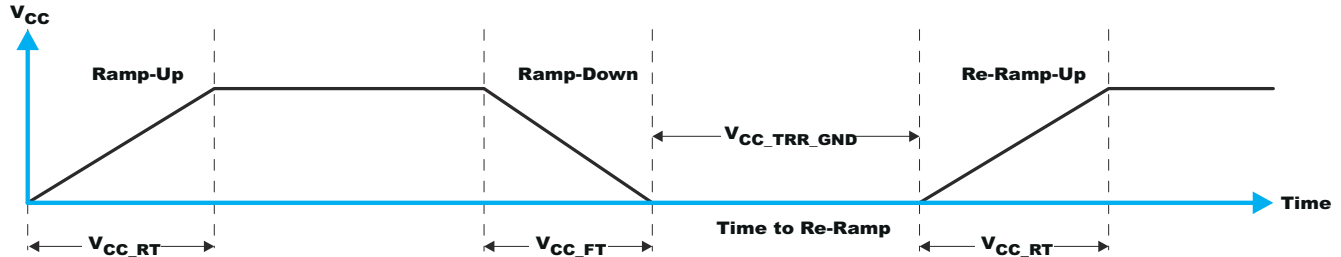 VCC
Ramp-Up
Ramp-Down
Re-Ramp-Up
VCC_TRR_GND
Time
Time to Re-Ramp
VCC_RT
VCC_FT
VCC_RT